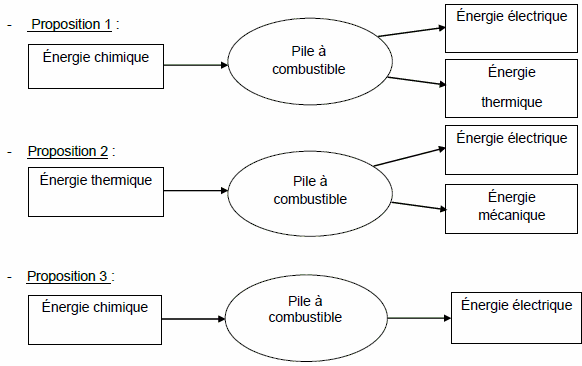 - Proposition 1 :
Énergie chimique
Pile à
combustible
Énergie électrique
Énergie
thermique
- Proposition 2 :
Énergie thermique
Pile à
combustible
Énergie électrique
Énergie
mécanique
- Proposition 3 :
Énergie chimique
Pile à
combustible
Énergie électrique